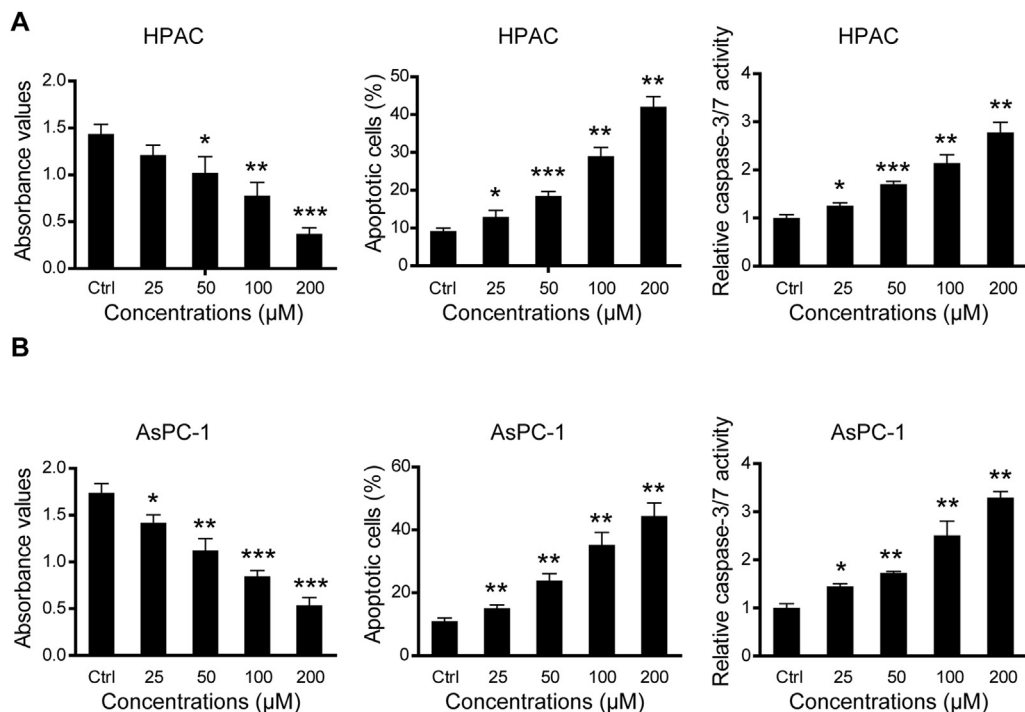 A
HPAC
Absorbance values
2.0
1.5
1.0
0.5
0.0
*
**
***
Ctrl 25 50 100 200
Concentrations (µM)
HPAC
Apoptotic cells (%)
50
40
30
20
10
0
*
***
**
**
Ctrl 25 50 100 200
Concentrations (µM)
HPAC
Relative caspase-3/7 activity
4
3
2
1
0
*
***
**
**
Ctrl 25 50 100 200
Concentrations (µM)
B
AsPC-1
Absorbance values
2.0
1.5
1.0
0.5
0.0
*
**
***
***
Ctrl 25 50 100 200
Concentrations (µM)
AsPC-1
Apoptotic cells (%)
60
40
20
0
**
**
**
**
Ctrl 25 50 100 200
Concentrations (µM)
AsPC-1
Relative caspase-3/7 activity
4
3
2
1
0
*
**
**
**
Ctrl 25 50 100 200
Concentrations (µM)